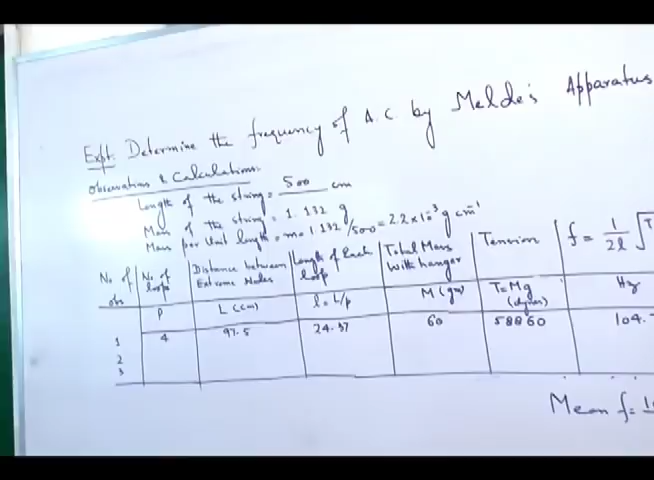 Expt. Determine the frequency of A.C. by Melde's Apparatus
Observation & Calculation:
Length of the string = 500 cm
Mass of the string = 1.132 g
Mass per Unit length = m = 1.132/500 = 2.2 x 10⁻³ g cm⁻¹
No. of obs | No. of loops P | Distance between Extreme Nodes L (cm) | Length of Each loop l = L/p | Total Mass With hanger M (gm) | Tension T = Mg (dynes) | f = 1/2l √T Hz
1 | 4 | 97.5 | 24.37 | 60 | 58860 | 104.
2
3
Mean f =